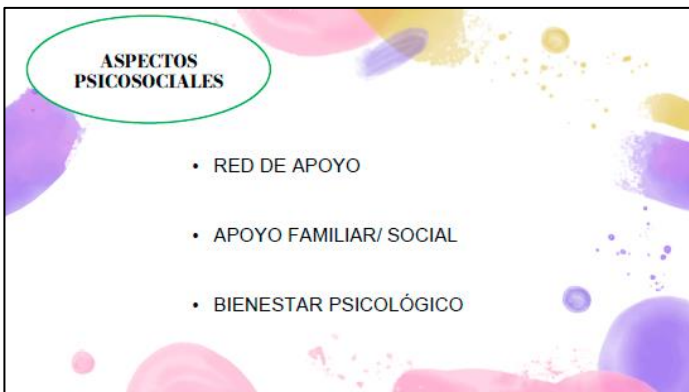 ASPECTOS
PSICOSOCIALES
• RED DE APOYO
• APOYO FAMILIAR/ SOCIAL
• BIENESTAR PSICOLÓGICO